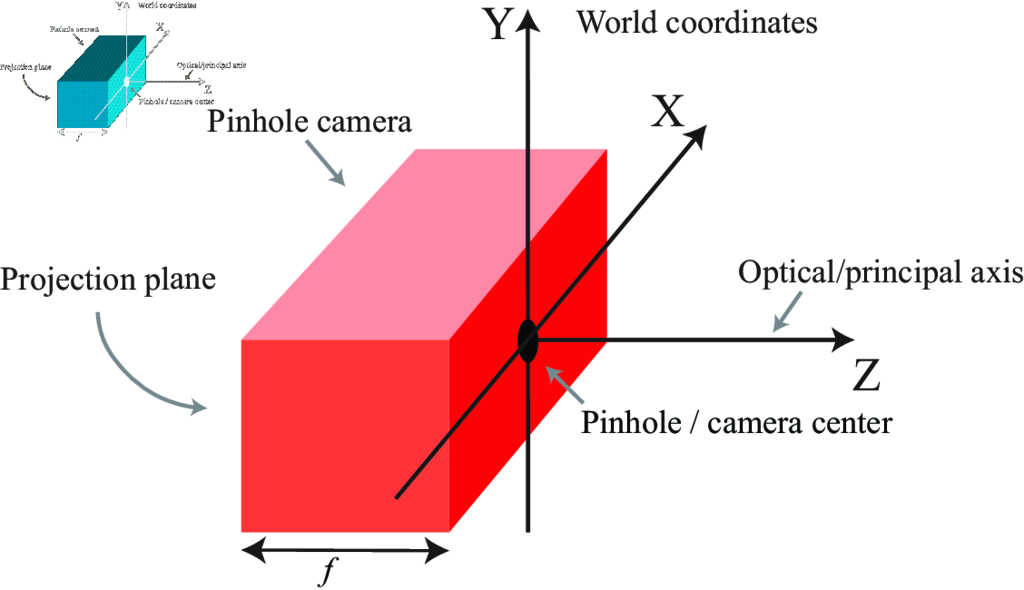 Y
World coordinates
X
Pinhole camera
Projection plane
Optical/principal axis
Z
Pinhole / camera center
f
Y World coordinates
X
Pinhole camera
Projection plane
Optical/principal axis
Z
Pinhole / camera center
f